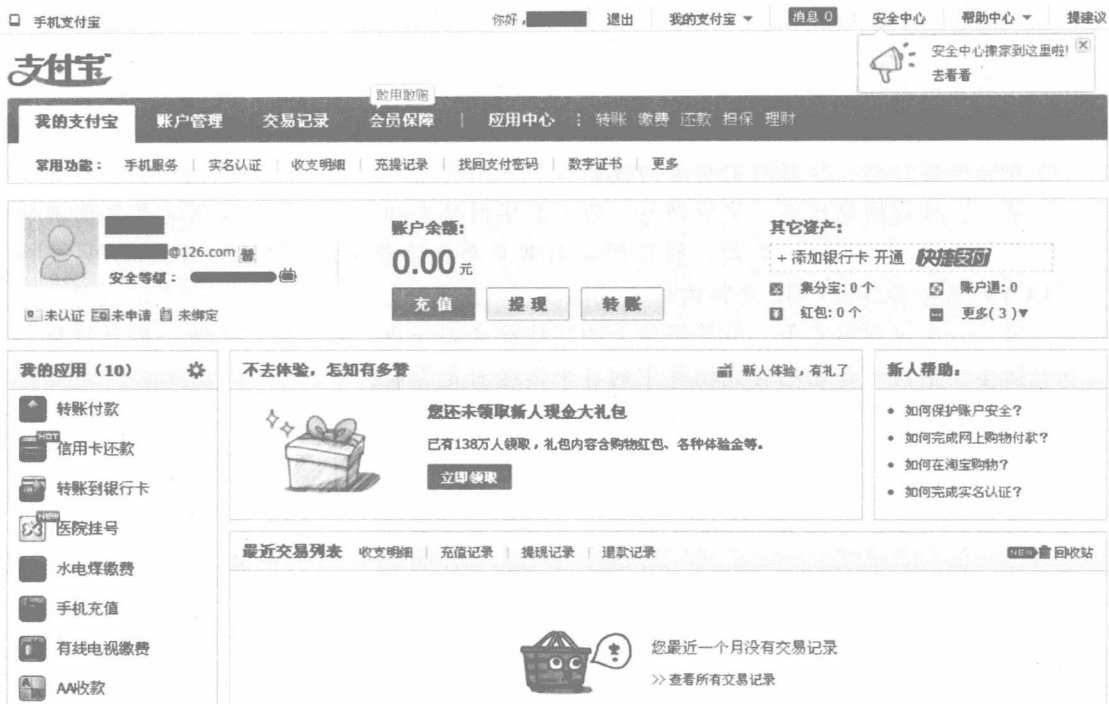 手机支付宝 你好, 退出 我的支付宝 消息 0 安全中心 帮助中心 提建议
安全中心搬家到这里啦!
去看看
支付宝
敢用敢赔
我的支付宝 账户管理 交易记录 会员保障 | 应用中心 转账 缴费 还款 担保 理财
常用功能: 手机服务 | 实名认证 | 收支明细 | 充提记录 | 找回支付密码 | 数字证书 | 更多
@126.com
安全等级:
未认证 未申请 未绑定
账户余额:
0.00 元
充值 提现 转账
其它资产:
+ 添加银行卡 开通 快捷支付
集分宝: 0 个 账户通: 0
红包: 0 个 更多( 3 )▼
我的应用(10)
转账付款
HOT
信用卡还款
转账到银行卡
NEW
医院挂号
水电煤缴费
手机充值
有线电视缴费
AA收款
不去体验,怎知有多赞 新人体验,有礼了
您还未领取新人现金大礼包
已有138万人领取,礼包内容含购物红包、各种体验金等。
立即领取
新人帮助:
• 如何保护账户安全?
• 如何完成网上购物付款?
• 如何在淘宝购物?
• 如何完成实名认证?
最近交易列表 收支明细 | 充值记录 | 提现记录 | 退款记录 NEW 回收站
您最近一个月没有交易记录
>> 查看所有交易记录